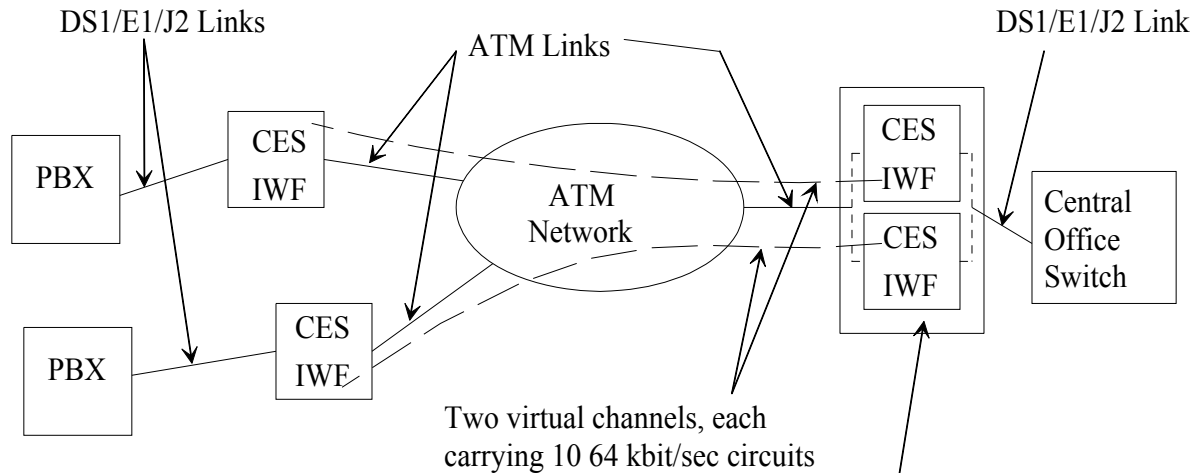 DS1/E1/J2 Links
DS1/E1/J2 Link
ATM Links
CES
IWF
PBX
ATM
Network
CES
IWF
CES
IWF
Central
Office
Switch
CES
IWF
PBX
Two virtual channels, each
carrying 10 64 kbit/sec circuits